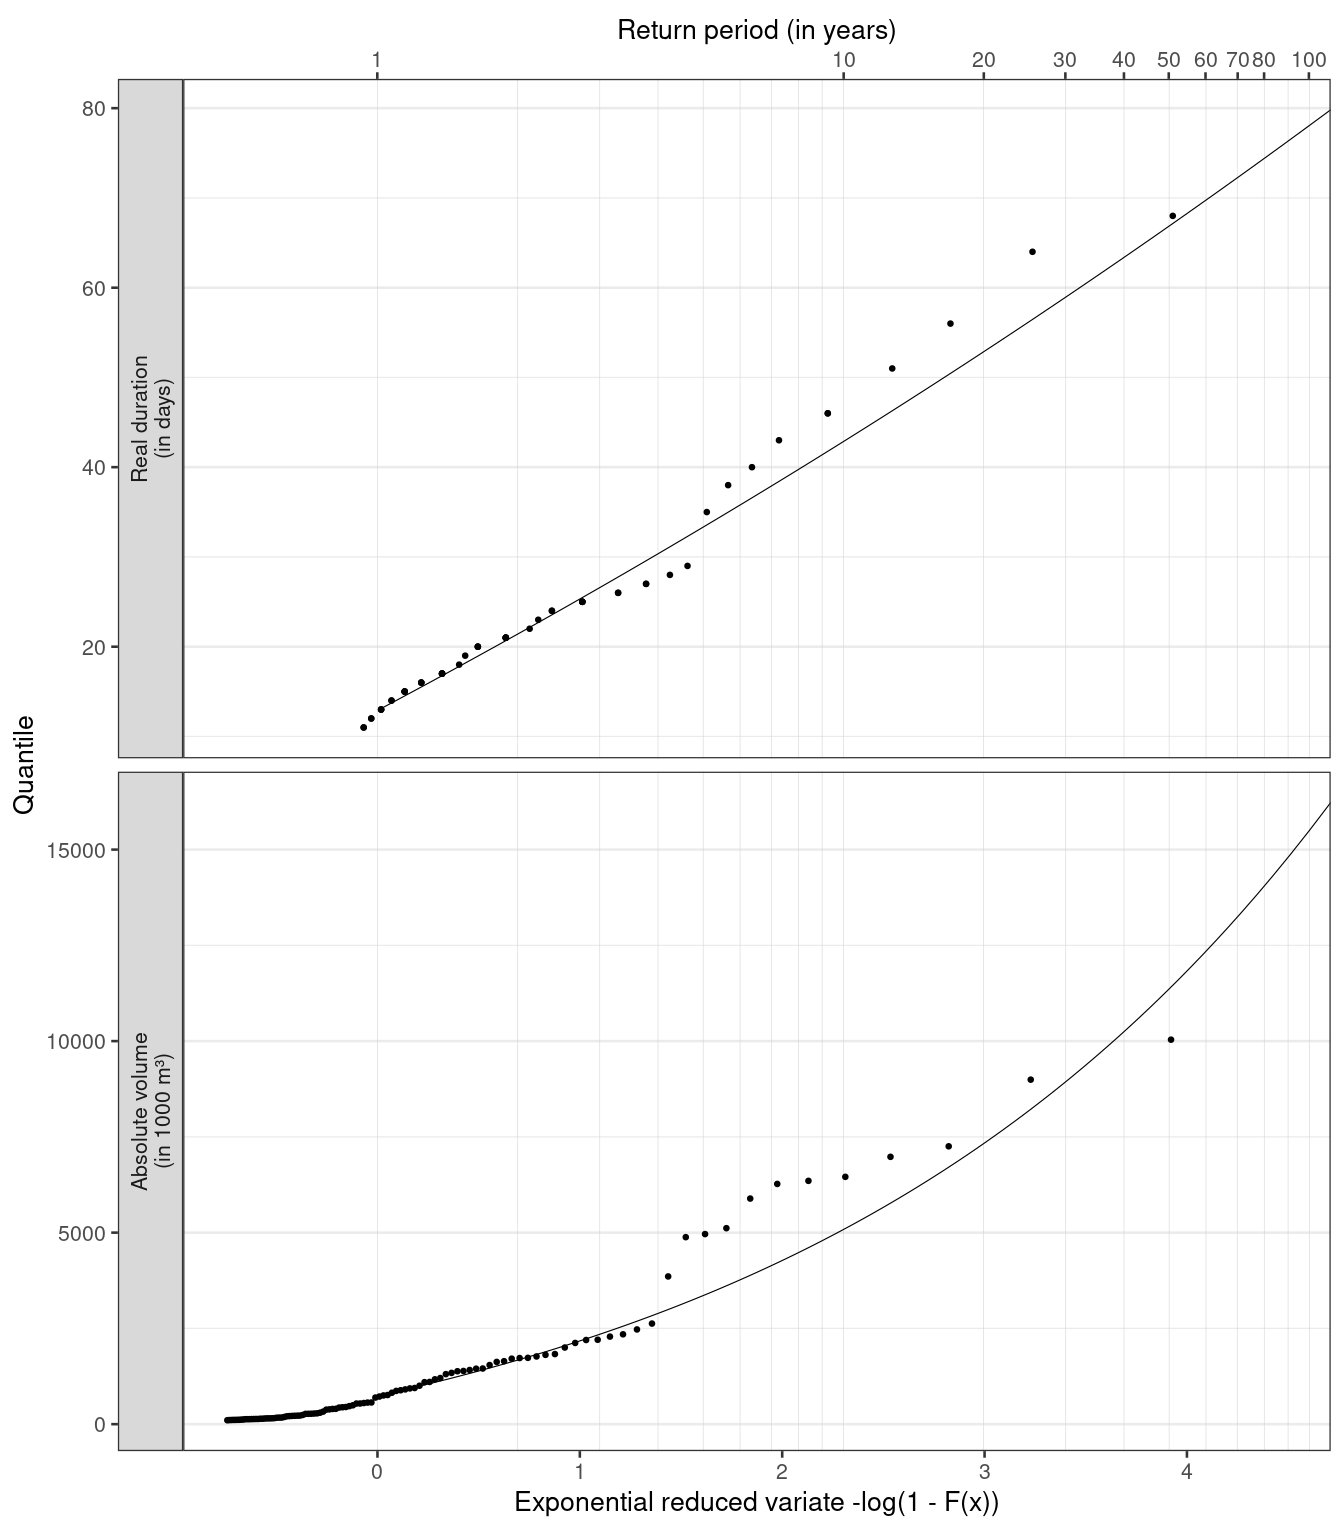 Return period (in years)
1 10 20 30 40 50 60 70 80 100
80
60
40
20
Real duration
(in days)
Quantile
15000
10000
5000
0
Absolute volume
(in 1000 m³)
0 1 2 3 4
Exponential reduced variate -log(1 - F(x))